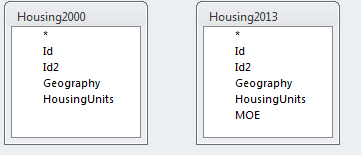 Housing2000
*
Id
Id2
Geography
HousingUnits
Housing2013
*
Id
Id2
Geography
HousingUnits
MOE